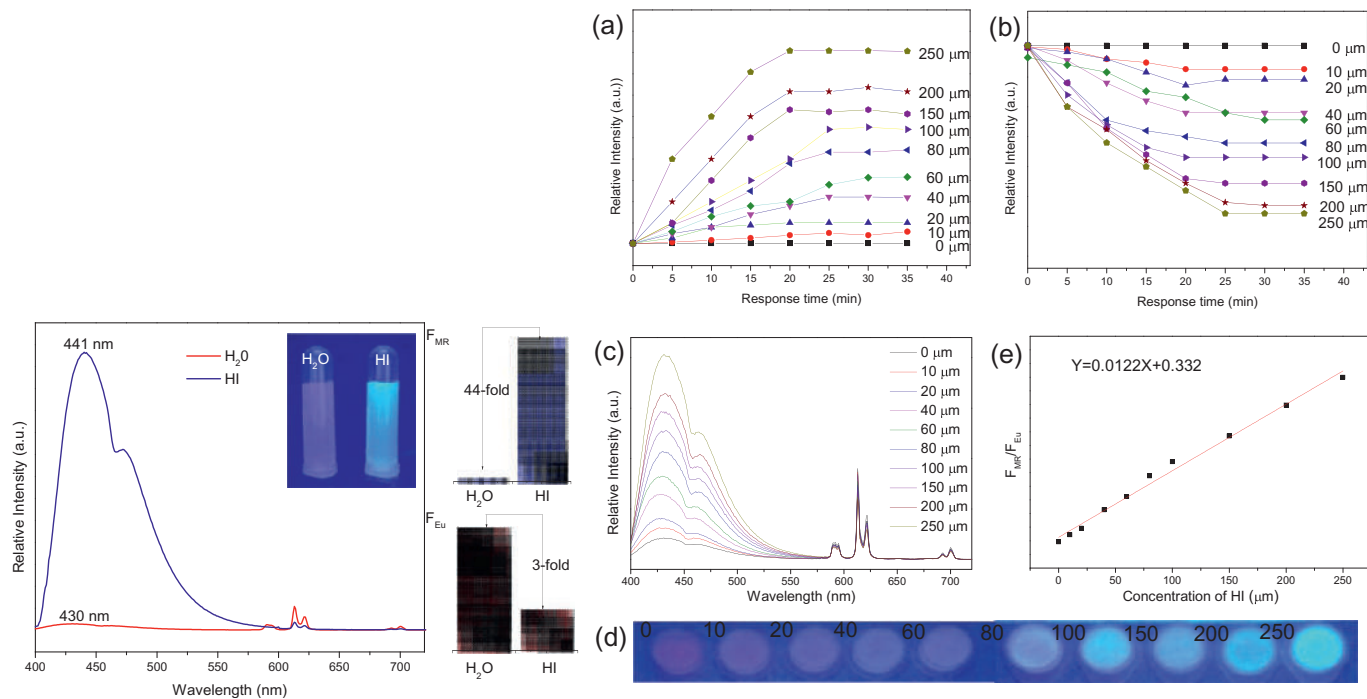 441 nm
430 nm
H₂0
HI
H₂O
HI
Relative Intensity (a.u.)
400
450
500
550
600
650
700
Wavelength (nm)
F_MR
44-fold
H₂O
HI
F_Eu
3-fold
H₂O
HI
(a)
Relative Intensity (a.u.)
250 μm
200 μm
150 μm
100 μm
80 μm
60 μm
40 μm
20 μm
10 μm
0 μm
0 5 10 15 20 25 30 35 40
Response time (min)
(b)
Relative Intensity (a.u.)
0 μm
10 μm
20 μm
40 μm
60 μm
80 μm
100 μm
150 μm
200 μm
250 μm
0 5 10 15 20 25 30 35 40
Response time (min)
(c)
Relative Intensity (a.u.)
0 μm
10 μm
20 μm
40 μm
60 μm
80 μm
100 μm
150 μm
200 μm
250 μm
400 450 500 550 600 650 700
Wavelength (nm)
(e)
Y=0.0122X+0.332
F_MR/F_Eu
0 50 100 150 200 250
Concentration of HI (μm)
(d)
0 10 20 40 60 80 100 150 200 250